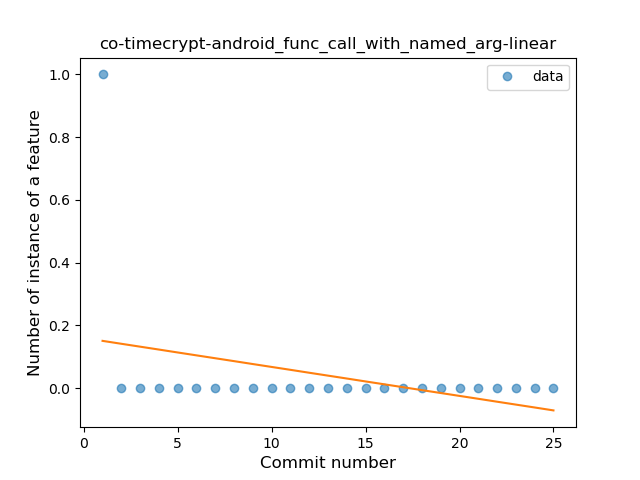 co-timecrypt-android_func_call_with_named_arg-linear
data
Number of instance of a feature
1.0
0.8
0.6
0.4
0.2
0.0
0 5 10 15 20 25
Commit number